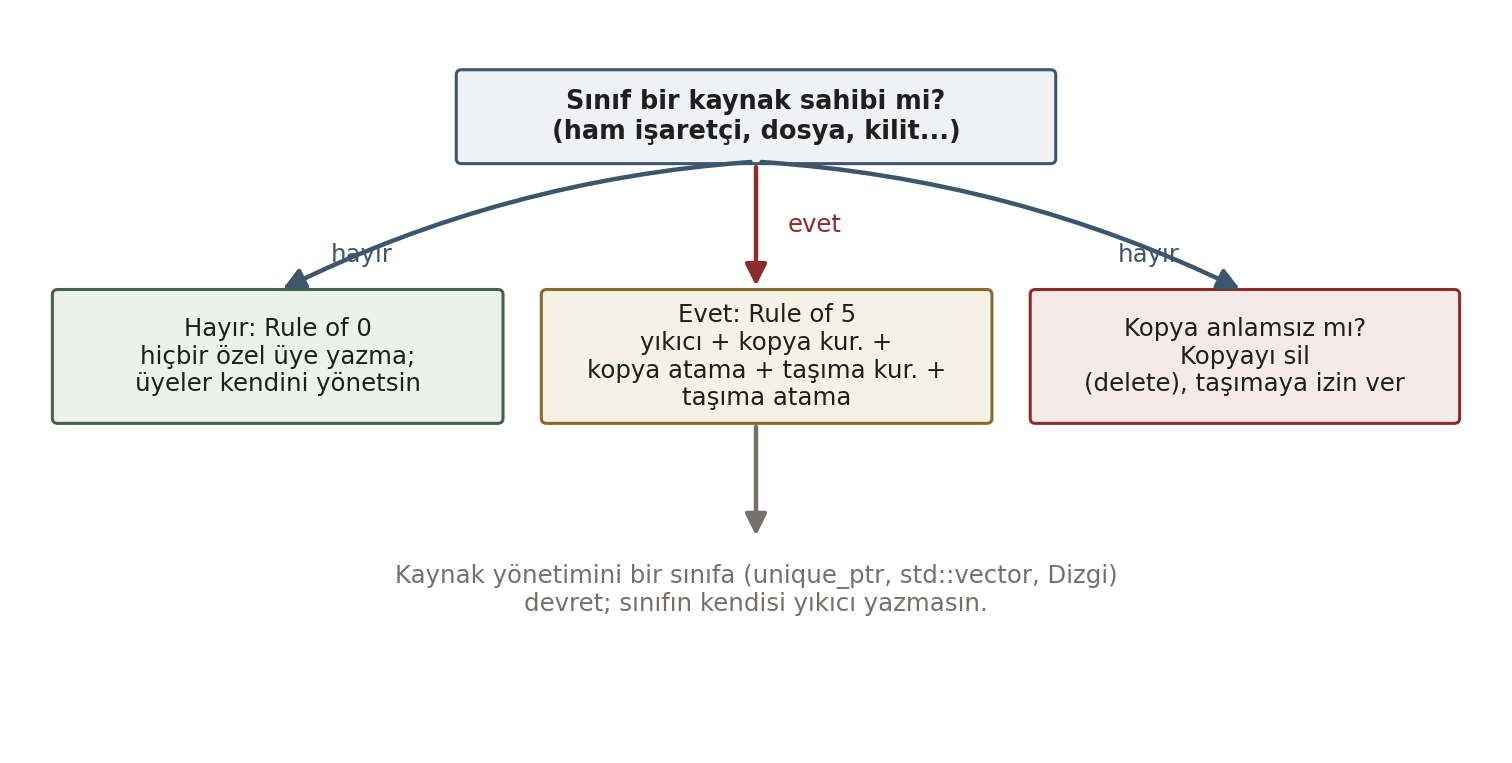 Sınıf bir kaynak sahibi mi?
(ham işaretçi, dosya, kilit...)
evet
hayır
hayır
Hayır: Rule of 0
hiçbir özel üye yazma;
üyeler kendini yönetsin
Evet: Rule of 5
yıkıcı + kopya kur. +
kopya atama + taşıma kur. +
taşıma atama
Kopya anlamsız mı?
Kopyayı sil
(delete), taşımaya izin ver
Kaynak yönetimini bir sınıfa (unique_ptr, std::vector, Dizgi)
devret; sınıfın kendisi yıkıcı yazmasın.